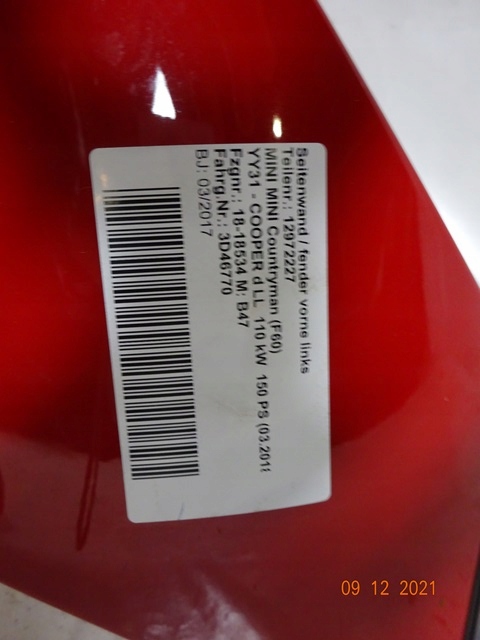 Seitenwand / fender vorne links
Teilenr.: 12972227
MINI MINI Countryman (F60)
YY31 - COOPER d LL 110 kW 150 PS (03.2018
Fzgnr.: 18-18534 M: B47
Fahrg.Nr.: 3D46770
BJ: 03/2017
09 12 2021